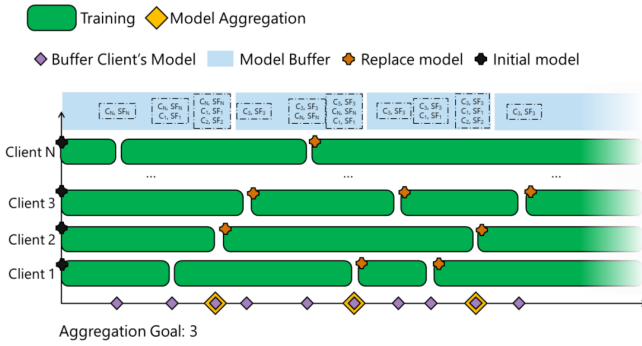 Training
Model Aggregation
Buffer Client's Model
Model Buffer
Replace model
Initial model
C_N, SF_N
C_N, SF_N
C_1, SF_1
C_N, SF_N
C_1, SF_1
C_2, SF_2
C_3, SF_3
C_3, SF_3
C_N, SF_N
C_3, SF_3
C_N, SF_N
C_1, SF_1
C_3, SF_3
C_3, SF_3
C_1, SF_1
C_3, SF_3
C_1, SF_1
C_2, SF_2
C_3, SF_3
Client N
... ... ...
Client 3
Client 2
Client 1
Aggregation Goal: 3